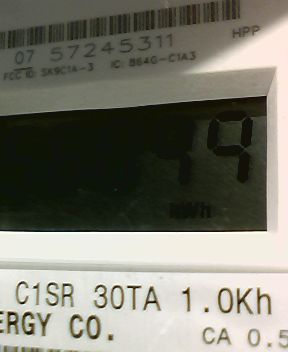 07 57245311
HPP
FCC ID: SK9C1A-3 IC: 864G-C1A3
9
kWh
C1SR 30TA 1.0Kh
ERGY CO.
CA 0.5